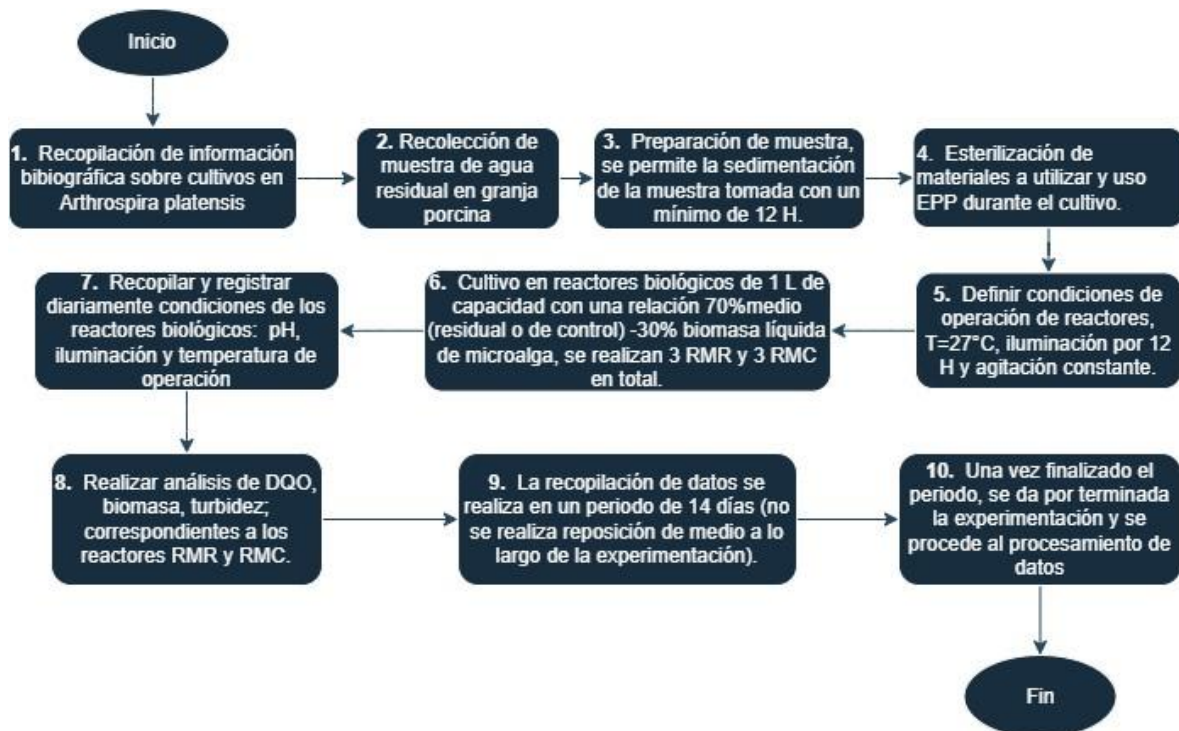 Inicio
1. Recopilación de información
bibiográfica sobre cultivos en
Arthrospira platensis
2. Recolección de
muestra de agua
residual en granja
porcina
3. Preparación de muestra,
se permite la sedimentación
de la muestra tomada con un
mínimo de 12 H.
4. Esterilización de
materiales a utilizar y uso
EPP durante el cultivo.
5. Definir condiciones de
operación de reactores,
T=27°C, iluminación por 12
H y agitación constante.
6. Cultivo en reactores biológicos de 1 L de
capacidad con una relación 70%medio
(residual o de control) -30% biomasa líquida
de microalga, se realizan 3 RMR y 3 RMC
en total.
7. Recopilar y registrar
diariamente condiciones de los
reactores biológicos: pH,
iluminación y temperatura de
operación
8. Realizar análisis de DQO,
biomasa, turbidez;
correspondientes a los
reactores RMR y RMC.
9. La recopilación de datos se
realiza en un periodo de 14 días (no
se realiza reposición de medio a lo
largo de la experimentación).
10. Una vez finalizado el
periodo, se da por terminada
la experimentación y se
procede al procesamiento de
datos
Fin